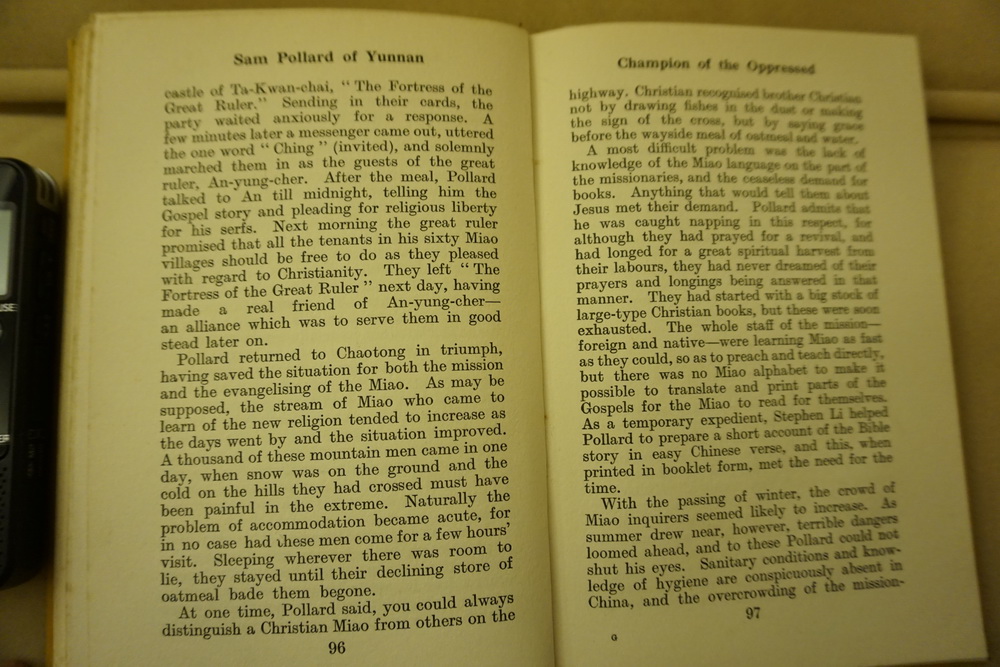 Sam Pollard of Yunnan
castle of Ta-Kwan-chai, “ The Fortress of the
Great Ruler.” Sending in their cards, the
party waited anxiously for a response. A
few minutes later a messenger came out, uttered
the one word “ Ching ” (invited), and solemnly
marched them in as the guests of the great
ruler, An-yung-cher. After the meal, Pollard
talked to An till midnight, telling him the
Gospel story and pleading for religious liberty
for his serfs. Next morning the great ruler
promised that all the tenants in his sixty Miao
villages should be free to do as they pleased
with regard to Christianity. They left “ The
Fortress of the Great Ruler ” next day, having
made a real friend of An-yung-cher—
an alliance which was to serve them in good
stead later on.
Pollard returned to Chaotong in triumph,
having saved the situation for both the mission
and the evangelising of the Miao. As may be
supposed, the stream of Miao who came to
learn of the new religion tended to increase as
the days went by and the situation improved.
A thousand of these mountain men came in one
day, when snow was on the ground and the
cold on the hills they had crossed must have
been painful in the extreme. Naturally the
problem of accommodation became acute, for
in no case had these men come for a few hours’
visit. Sleeping wherever there was room to
lie, they stayed until their declining store of
oatmeal bade them begone.
At one time, Pollard said, you could always
distinguish a Christian Miao from others on the
96
Champion of the Oppressed
highway. Christian recognised brother Christian
not by drawing fishes in the dust or making
the sign of the cross, but by saying grace
before the wayside meal of oatmeal and water.
A most difficult problem was the lack of
knowledge of the Miao language on the part of
the missionaries, and the ceaseless demand for
books. Anything that would tell them about
Jesus met their demand. Pollard admits that
he was caught napping in this respect, for
although they had prayed for a revival, and
had longed for a great spiritual harvest from
their labours, they had never dreamed of their
prayers and longings being answered in that
manner. They had started with a big stock of
large-type Christian books, but these were soon
exhausted. The whole staff of the mission—
foreign and native—were learning Miao as fast
as they could, so as to preach and teach directly,
but there was no Miao alphabet to make it
possible to translate and print parts of the
Gospels for the Miao to read for themselves.
As a temporary expedient, Stephen Li helped
Pollard to prepare a short account of the Bible
story in easy Chinese verse, and this, when
printed in booklet form, met the need for the
time.
With the passing of winter, the crowd of
Miao inquirers seemed likely to increase. As
summer drew near, however, terrible dangers
loomed ahead, and to these Pollard could not
shut his eyes. Sanitary conditions and know-
ledge of hygiene are conspicuously absent in
China, and the overcrowding of the mission-
97
G